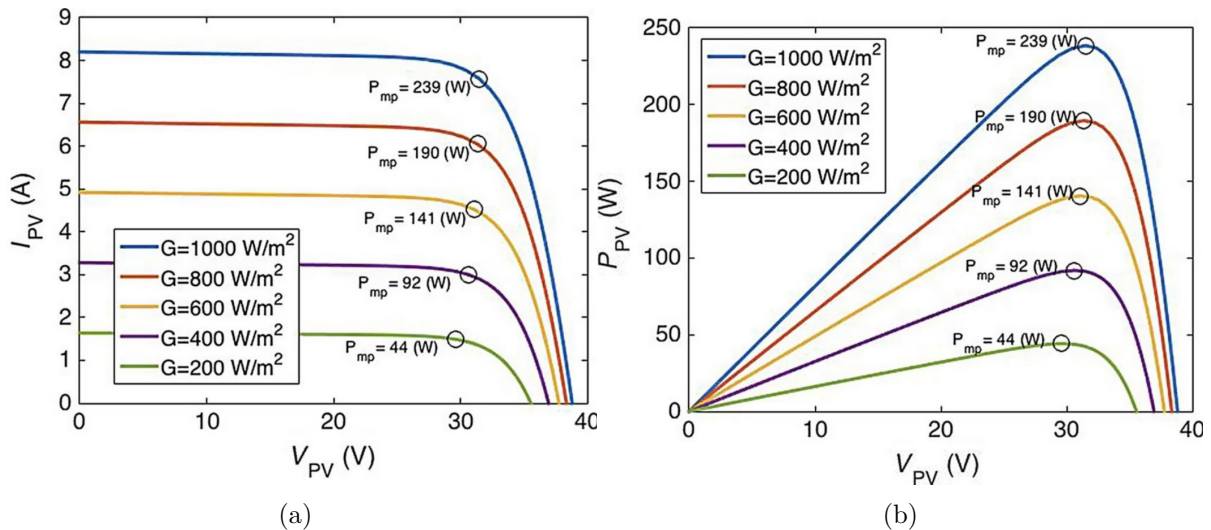 9
8
7
6
5
4
3
2
1
0
I_PV (A)
P_mp = 239 (W)
P_mp = 190 (W)
P_mp = 141 (W)
P_mp = 92 (W)
P_mp = 44 (W)
G=1000 W/m²
G=800 W/m²
G=600 W/m²
G=400 W/m²
G=200 W/m²
0 10 20 30 40
V_PV (V)
(a)
250
200
150
100
50
0
P_PV (W)
G=1000 W/m²
G=800 W/m²
G=600 W/m²
G=400 W/m²
G=200 W/m²
P_mp = 239 (W)
P_mp = 190 (W)
P_mp = 141 (W)
P_mp = 92 (W)
P_mp = 44 (W)
0 10 20 30 40
V_PV (V)
(b)